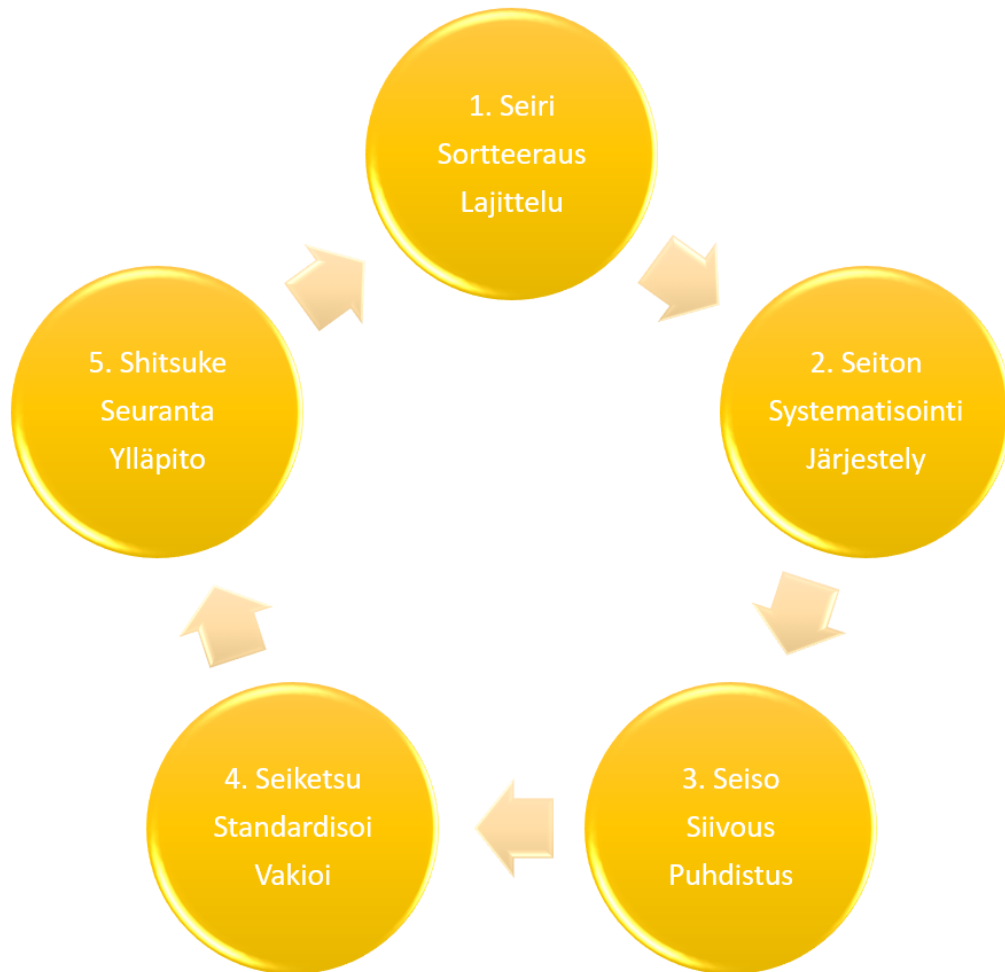 1. Seiri
Sortteeraus
Lajittelu
2. Seiton
Systematisointi
Järjestely
3. Seiso
Siivous
Puhdistus
4. Seiketsu
Standardisoi
Vakioi
5. Shitsuke
Seuranta
Ylläpito